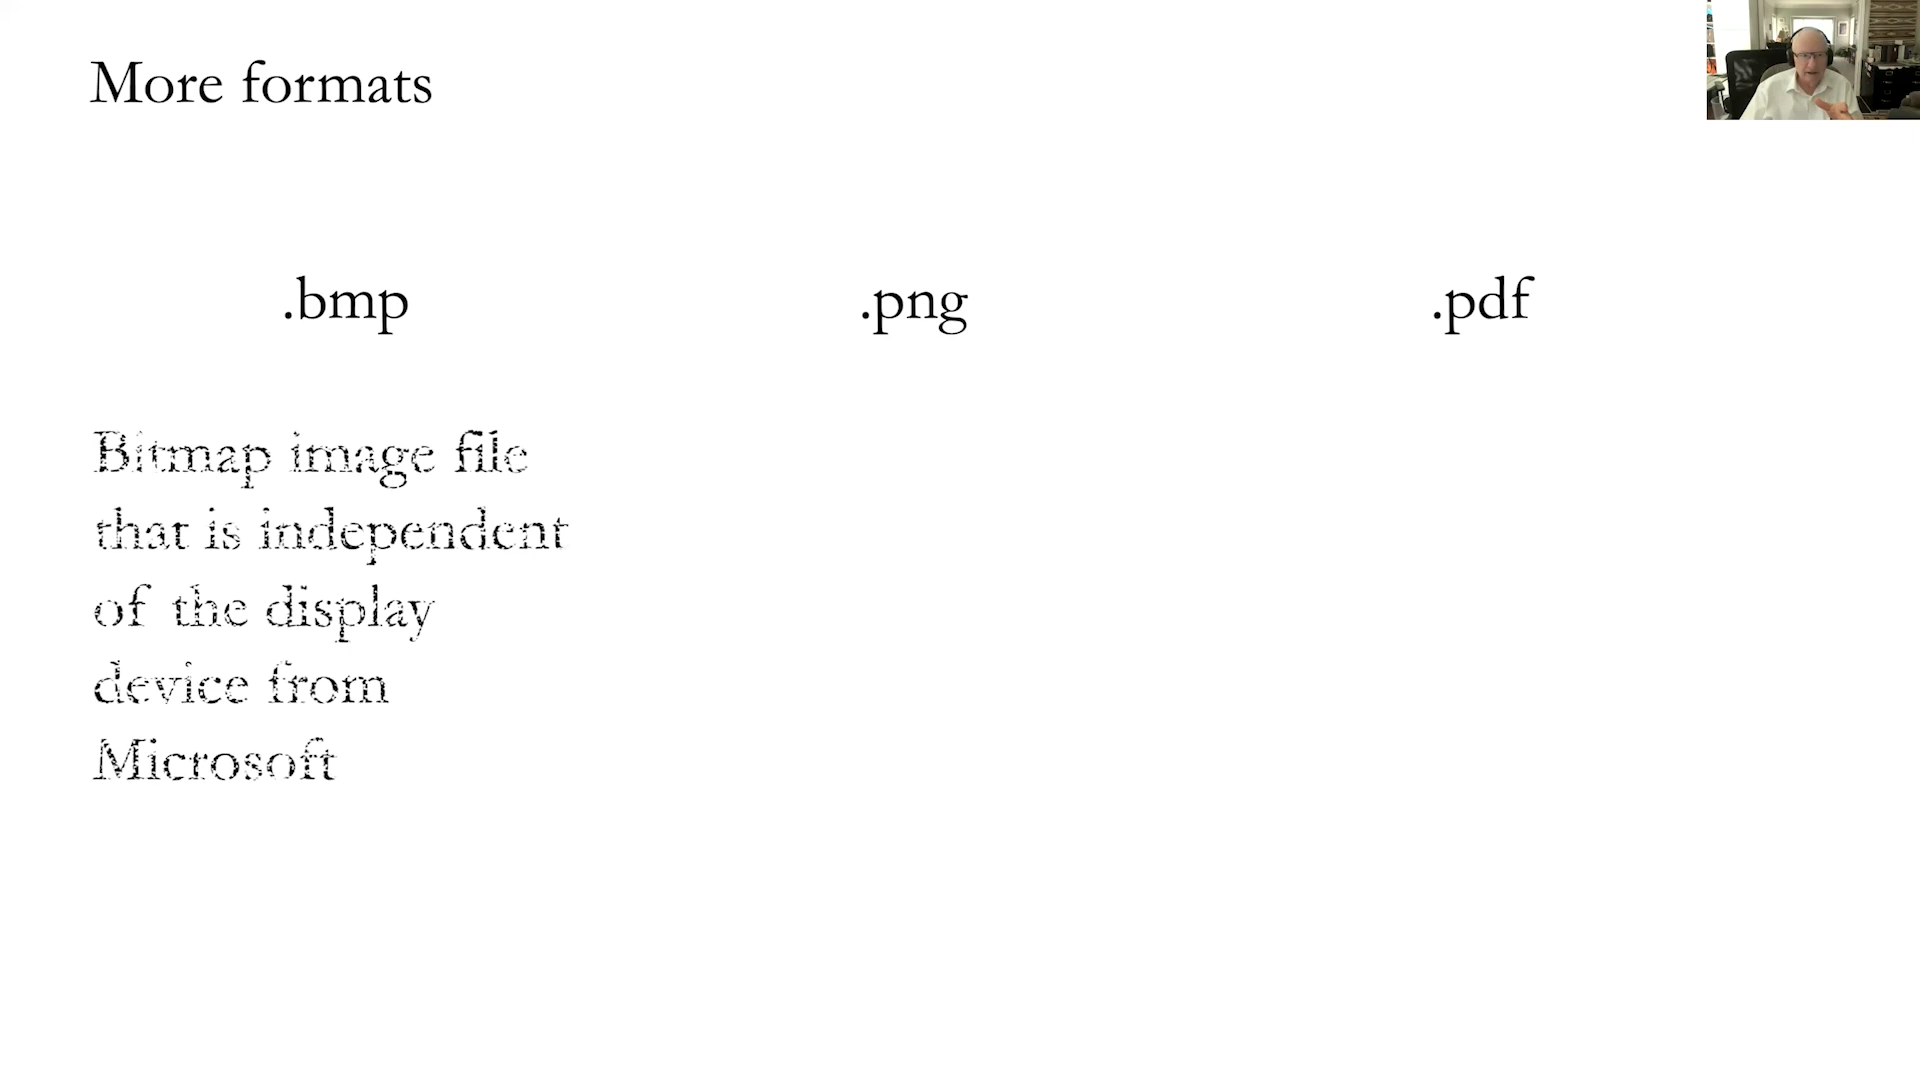 More formats
.bmp
.png
.pdf
Bitmap image file
that is independent
of the display
device from
Microsoft